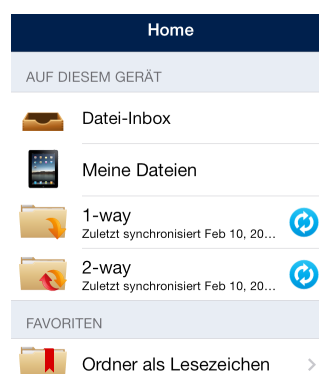 Home
AUF DIESEM GERÄT
Datei-Inbox
Meine Dateien
1-way
Zuletzt synchronisiert Feb 10, 20...
2-way
Zuletzt synchronisiert Feb 10, 20...
FAVORITEN
Ordner als Lesezeichen